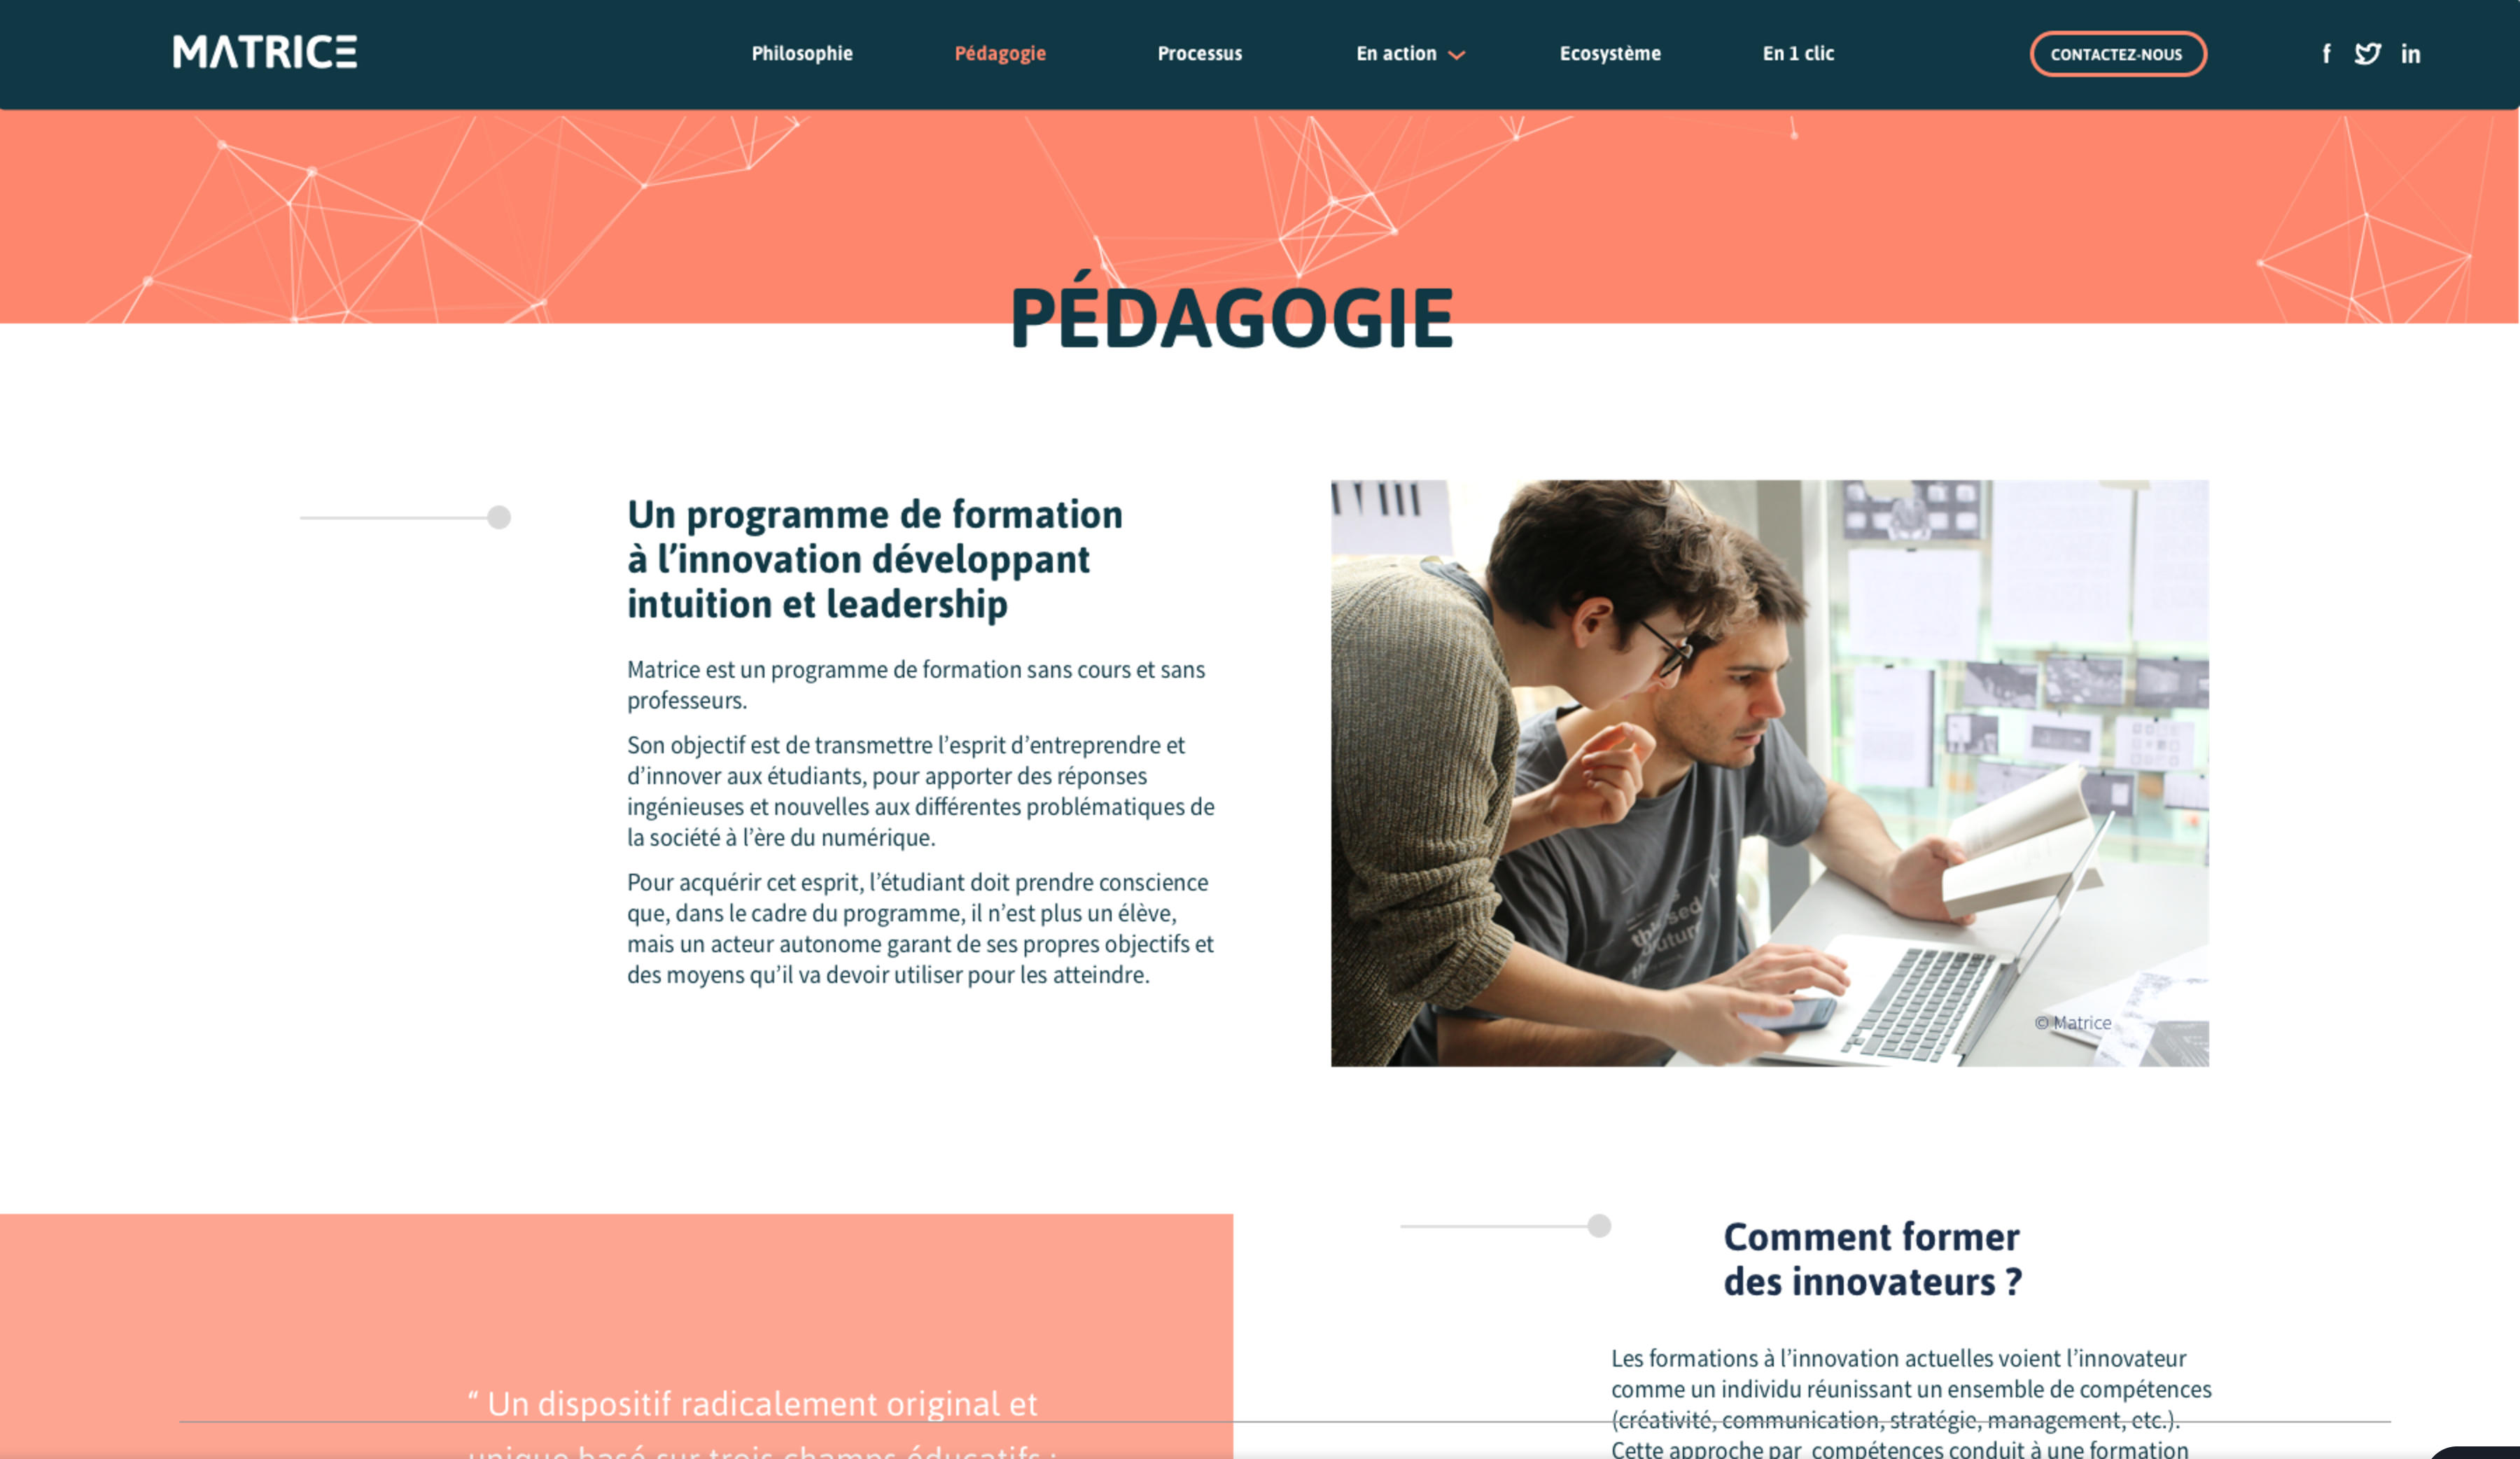 MATRICE
Philosophie
Pédagogie
Processus
En action
Ecosystème
En 1 clic
CONTACTEZ-NOUS
f
in
PÉDAGOGIE
Un programme de formation
à l’innovation développant
intuition et leadership
Matrice est un programme de formation sans cours et sans
professeurs.
Son objectif est de transmettre l’esprit d’entreprendre et
d’innover aux étudiants, pour apporter des réponses
ingénieuses et nouvelles aux différentes problématiques de
la société à l’ère du numérique.
Pour acquérir cet esprit, l’étudiant doit prendre conscience
que, dans le cadre du programme, il n’est plus un élève,
mais un acteur autonome garant de ses propres objectifs et
des moyens qu’il va devoir utiliser pour les atteindre.
© Matrice
Comment former
des innovateurs ?
Les formations à l’innovation actuelles voient l’innovateur
comme un individu réunissant un ensemble de compétences
(créativité, communication, stratégie, management, etc.).
Cette approche par compétences conduit à une formation
“ Un dispositif radicalement original et
unique basé sur trois champs éducatifs :